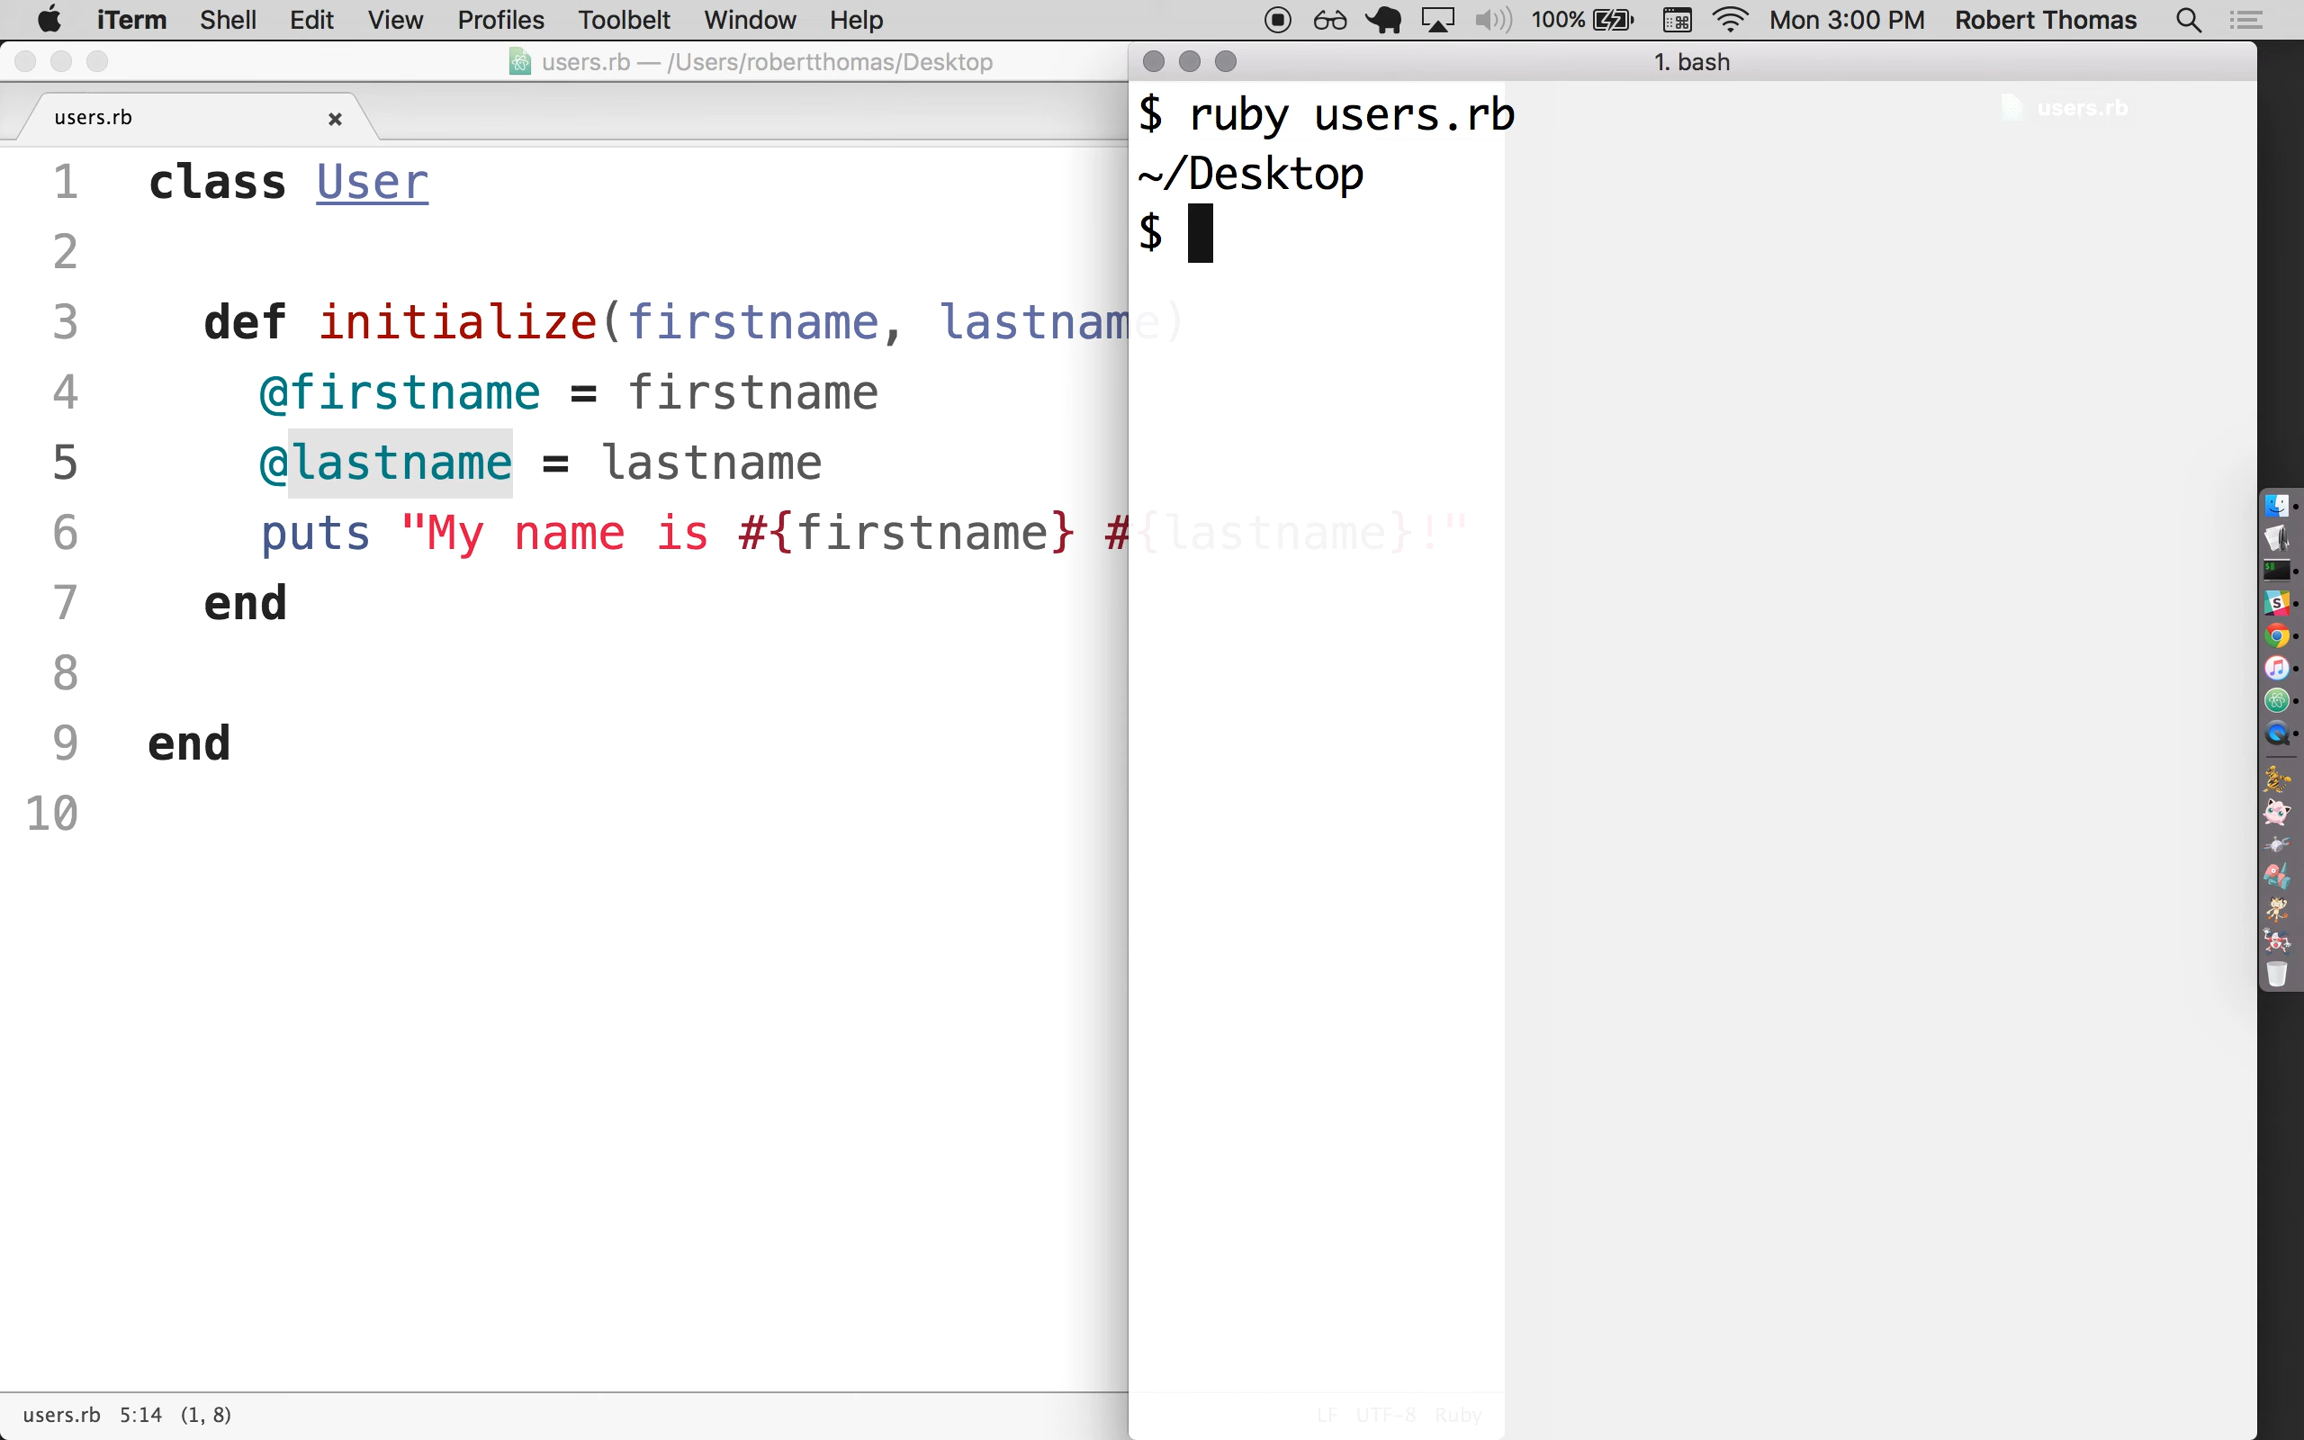 iTerm Shell Edit View Profiles Toolbelt Window Help 100% Mon 3:00 PM Robert Thomas
users.rb — /Users/robertthomas/Desktop
1. bash
users.rb
users.rb
1 class User
2
3 def initialize(firstname, lastname)
4 @firstname = firstname
5 @lastname = lastname
6 puts "My name is #{firstname} #{lastname}!"
7 end
8
9 end
10
$ ruby users.rb
~/Desktop
$
users.rb 5:14 (1, 8)
LF UTF-8 Ruby